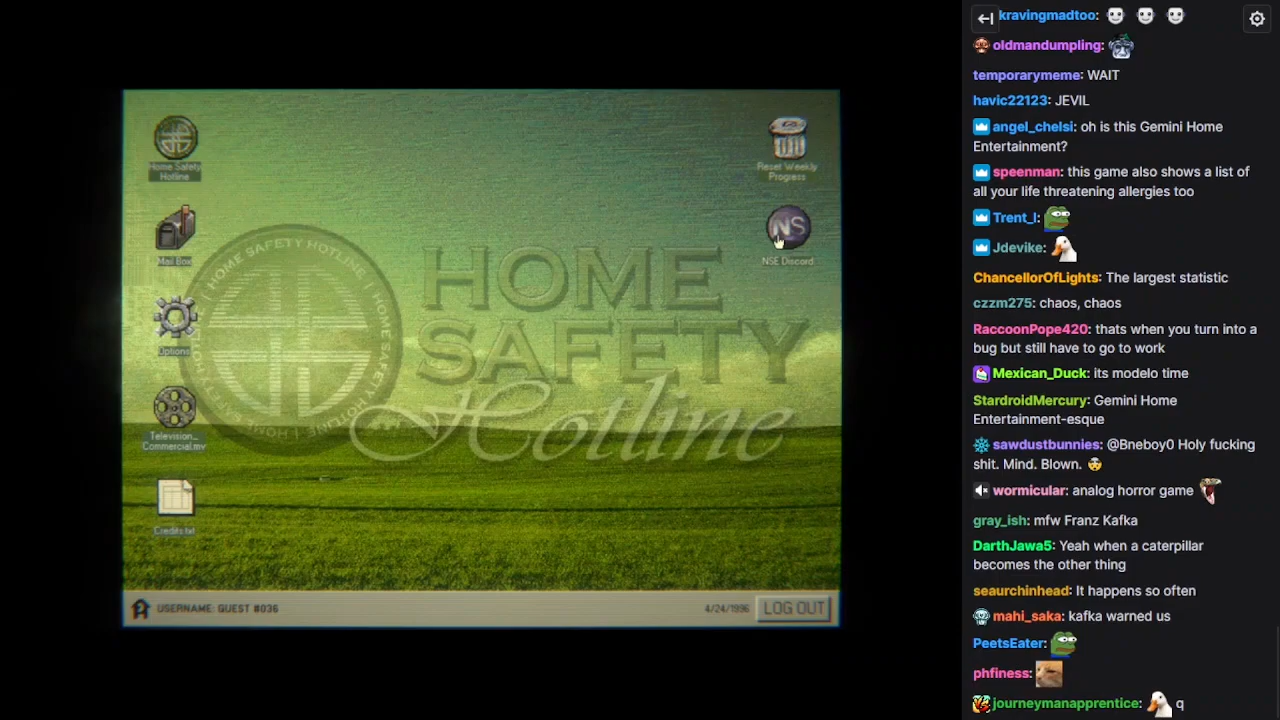 Home Safety
Hotline
Mail Box
Options
Television_
Commercial.mv
Credits.txt
Reset Weekly
Progress
NS
NSE Discord
HOME SAFETY HOTLINE
HOME
SAFETY
Hotline
USERNAME: GUEST #036
4/24/1996
LOG OUT
kravingmadtoo:
oldmandumpling:
temporarymeme: WAIT
havic22123: JEVIL
angel_chelsi: oh is this Gemini Home
Entertainment?
speenman: this game also shows a list of
all your life threatening allergies too
Trent_I:
Jdevike:
ChancellorOfLights: The largest statistic
czzm275: chaos, chaos
RaccoonPope420: thats when you turn into a
bug but still have to go to work
Mexican_Duck: its modelo time
StardroidMercury: Gemini Home
Entertainment-esque
sawdustbunnies: @Bneboy0 Holy fucking
shit. Mind. Blown.
wormicular: analog horror game
gray_ish: mfw Franz Kafka
DarthJawa5: Yeah when a caterpillar
becomes the other thing
seaurchinhead: It happens so often
mahi_saka: kafka warned us
PeetsEater:
phfiness:
journeymanapprentice: q